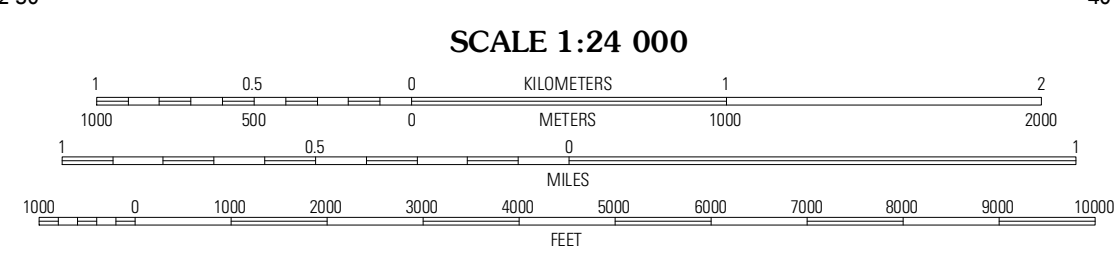 SCALE 1:24 000
1 0.5 0 KILOMETERS 1 2
1000 500 0 METERS 1000 2000
1 0.5 0 1
MILES
1000 0 1000 2000 3000 4000 5000 6000 7000 8000 9000 10000
FEET